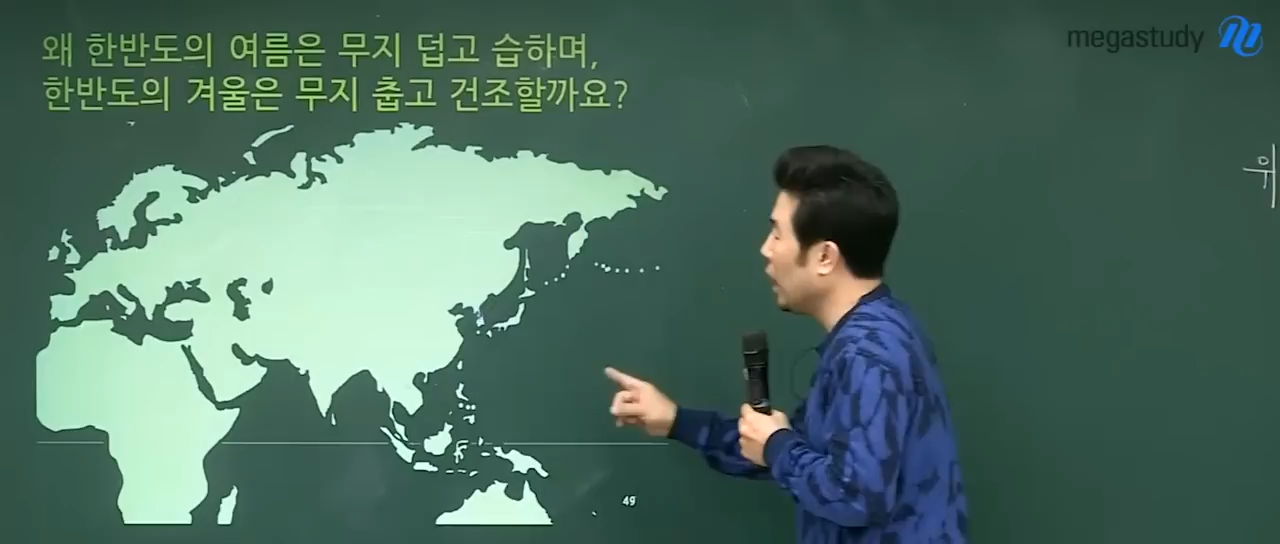 왜 한반도의 여름은 무지 덥고 습하며,
한반도의 겨울은 무지 춥고 건조할까요?
megastudy
위
49